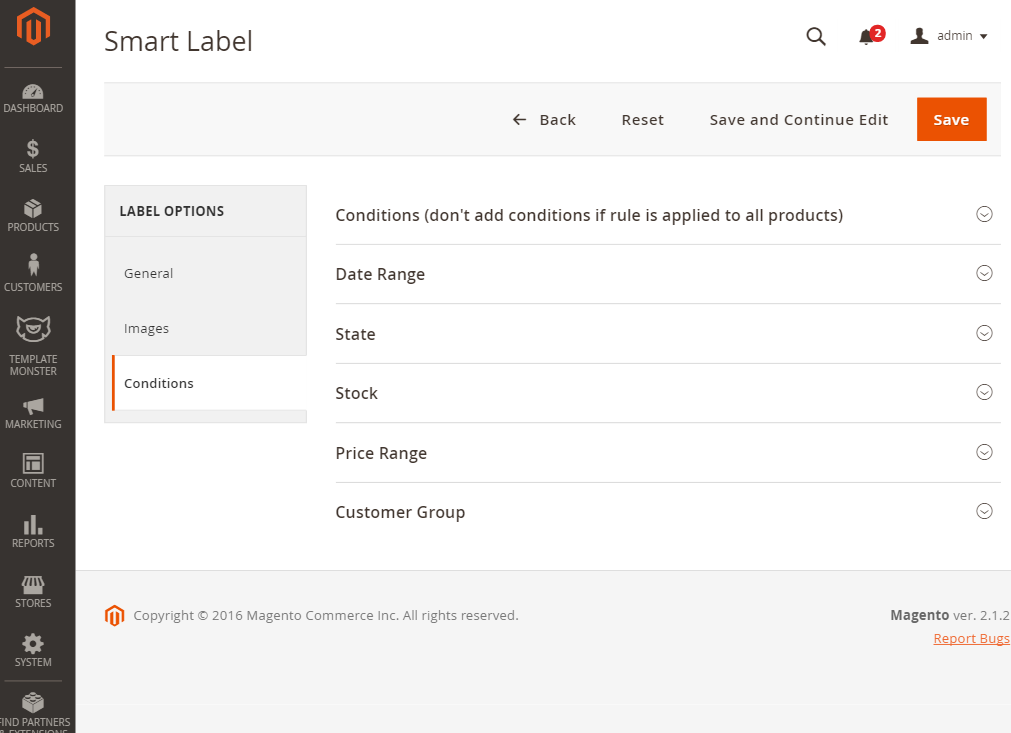 Smart Label
2
admin
Back
Reset
Save and Continue Edit
Save
DASHBOARD
SALES
PRODUCTS
CUSTOMERS
TEMPLATE
MONSTER
MARKETING
CONTENT
REPORTS
STORES
SYSTEM
FIND PARTNERS
& EXTENSIONS
LABEL OPTIONS
General
Images
Conditions
Conditions (don't add conditions if rule is applied to all products)
Date Range
State
Stock
Price Range
Customer Group
Copyright © 2016 Magento Commerce Inc. All rights reserved.
Magento ver. 2.1.2
Report Bugs